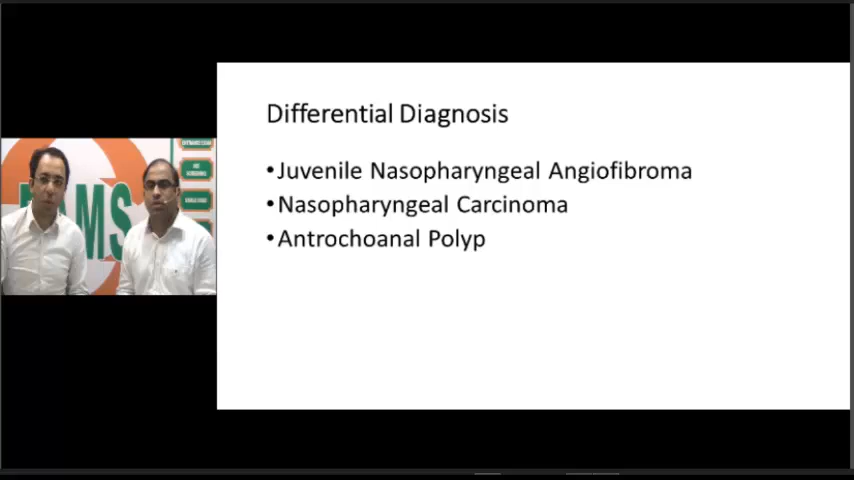 Differential Diagnosis
•Juvenile Nasopharyngeal Angiofibroma
•Nasopharyngeal Carcinoma
•Antrochoanal Polyp